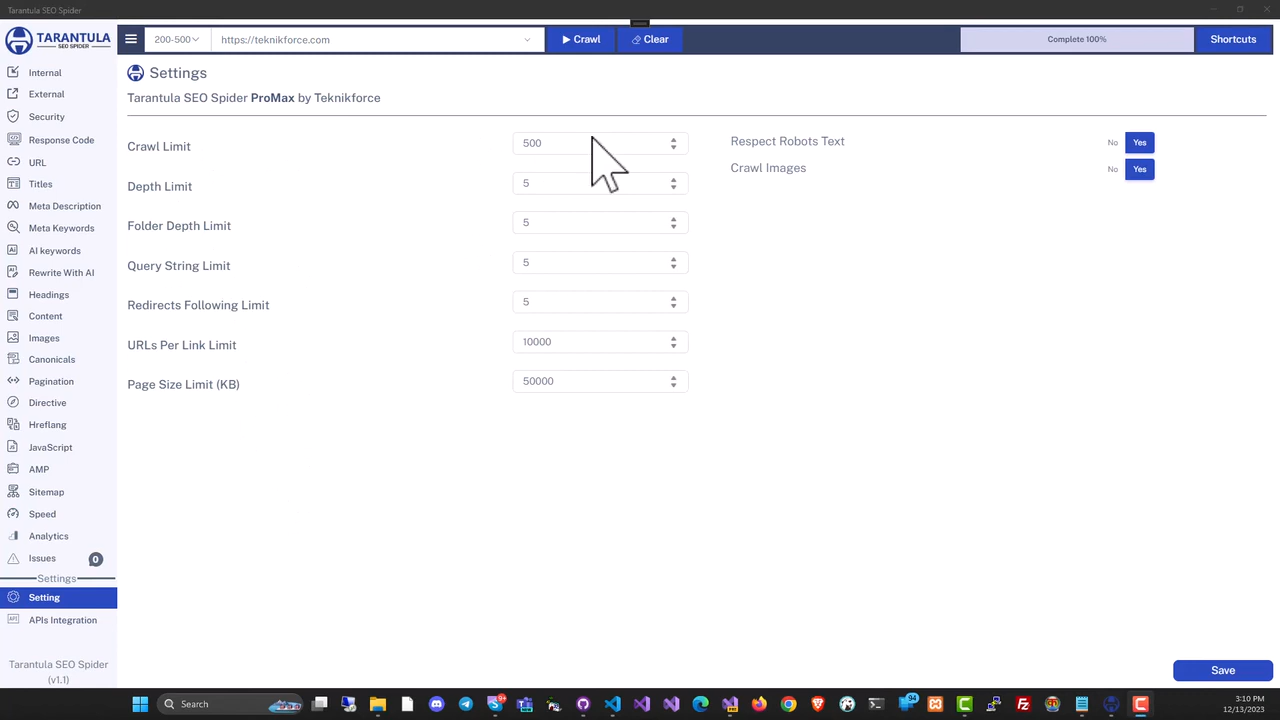 Tarantula SEO Spider
TARANTULA
SEO SPIDER
200-500
https://teknikforce.com
Crawl
Clear
Complete 100%
Shortcuts
Internal
External
Security
Response Code
URL
Titles
Meta Description
Meta Keywords
AI keywords
Rewrite With AI
Headings
Content
Images
Canonicals
Pagination
Directive
Hreflang
JavaScript
AMP
Sitemap
Speed
Analytics
Issues 0
Settings
Setting
APIs Integration
Tarantula SEO Spider
(v1.1)
Settings
Tarantula SEO Spider ProMax by Teknikforce
Crawl Limit 500
Depth Limit 5
Folder Depth Limit 5
Query String Limit 5
Redirects Following Limit 5
URLs Per Link Limit 10000
Page Size Limit (KB) 50000
Respect Robots Text No Yes
Crawl Images No Yes
Save
Search
3:10 PM
12/13/2023